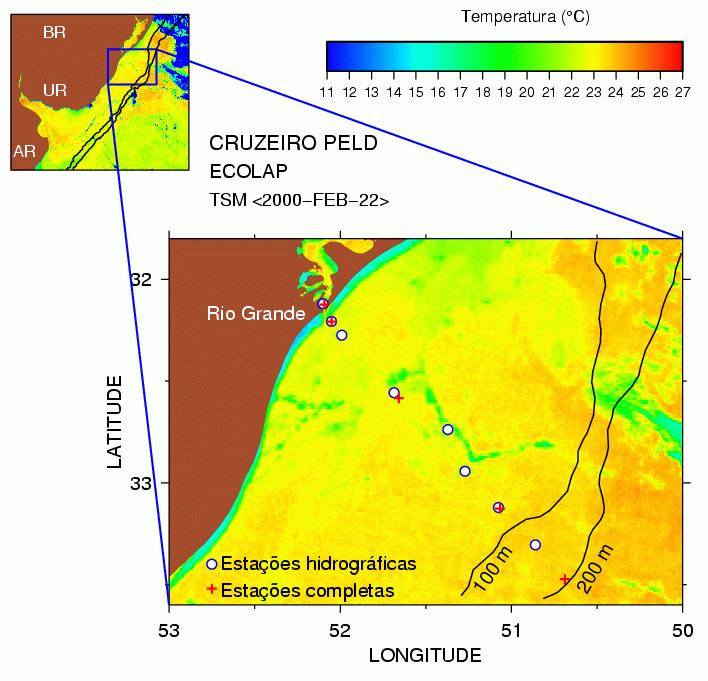 Temperatura (°C)
11 12 13 14 15 16 17 18 19 20 21 22 23 24 25 26 27
BR
UR
AR
CRUZEIRO PELD
ECOLAP
TSM <2000−FEB−22>
32
33
LATITUDE
Rio Grande
100 m
200 m
Estações hidrográficas
Estações completas
53 52 51 50
LONGITUDE